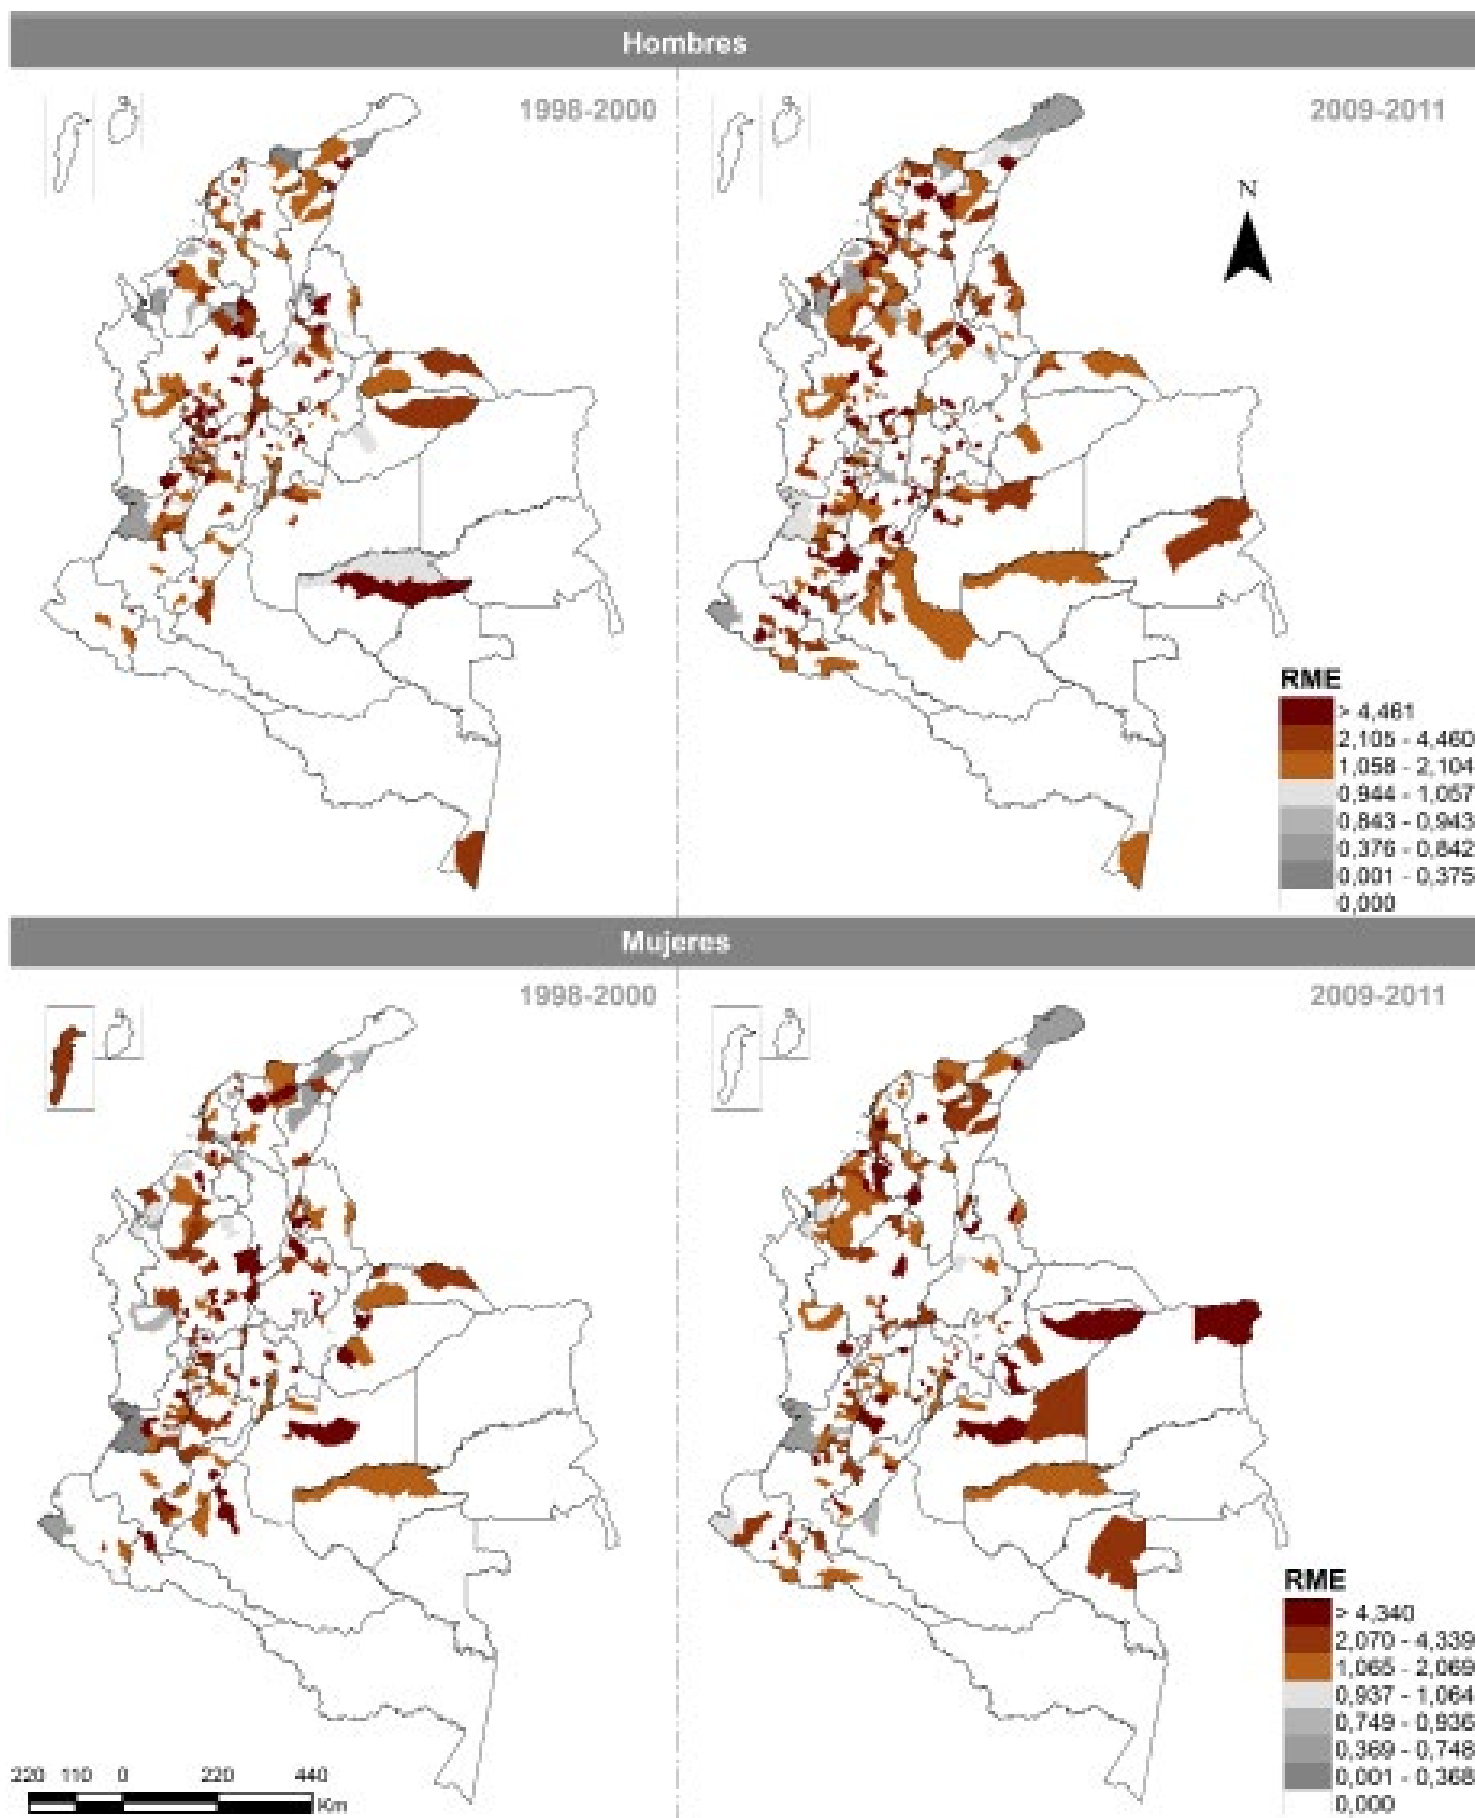 Hombres
1998-2000
2009-2011
N
RME
> 4,461
2,105 - 4,460
1,058 - 2,104
0,944 - 1,057
0,843 - 0,943
0,376 - 0,842
0,001 - 0,375
0,000
Mujeres
1998-2000
2009-2011
RME
> 4,340
2,070 - 4,339
1,065 - 2,069
0,937 - 1,064
0,749 - 0,936
0,369 - 0,748
0,001 - 0,368
0,000
220 110 0 220 440
Km